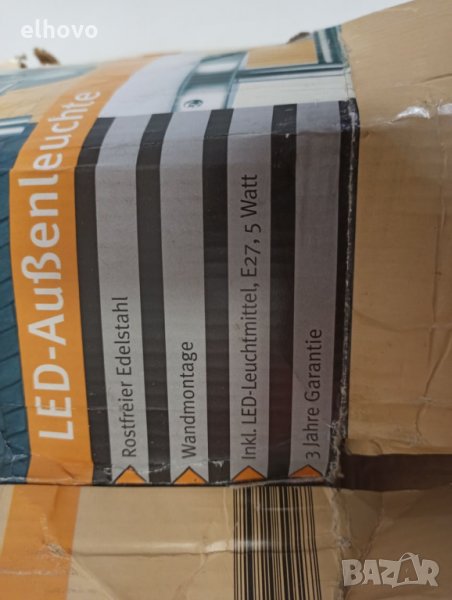 elhovo
LED-Außenleuchte
Rostfreier Edelstahl
Wandmontage
Inkl. LED-Leuchtmittel, E27, 5 Watt
3 Jahre Garantie
BAZAR